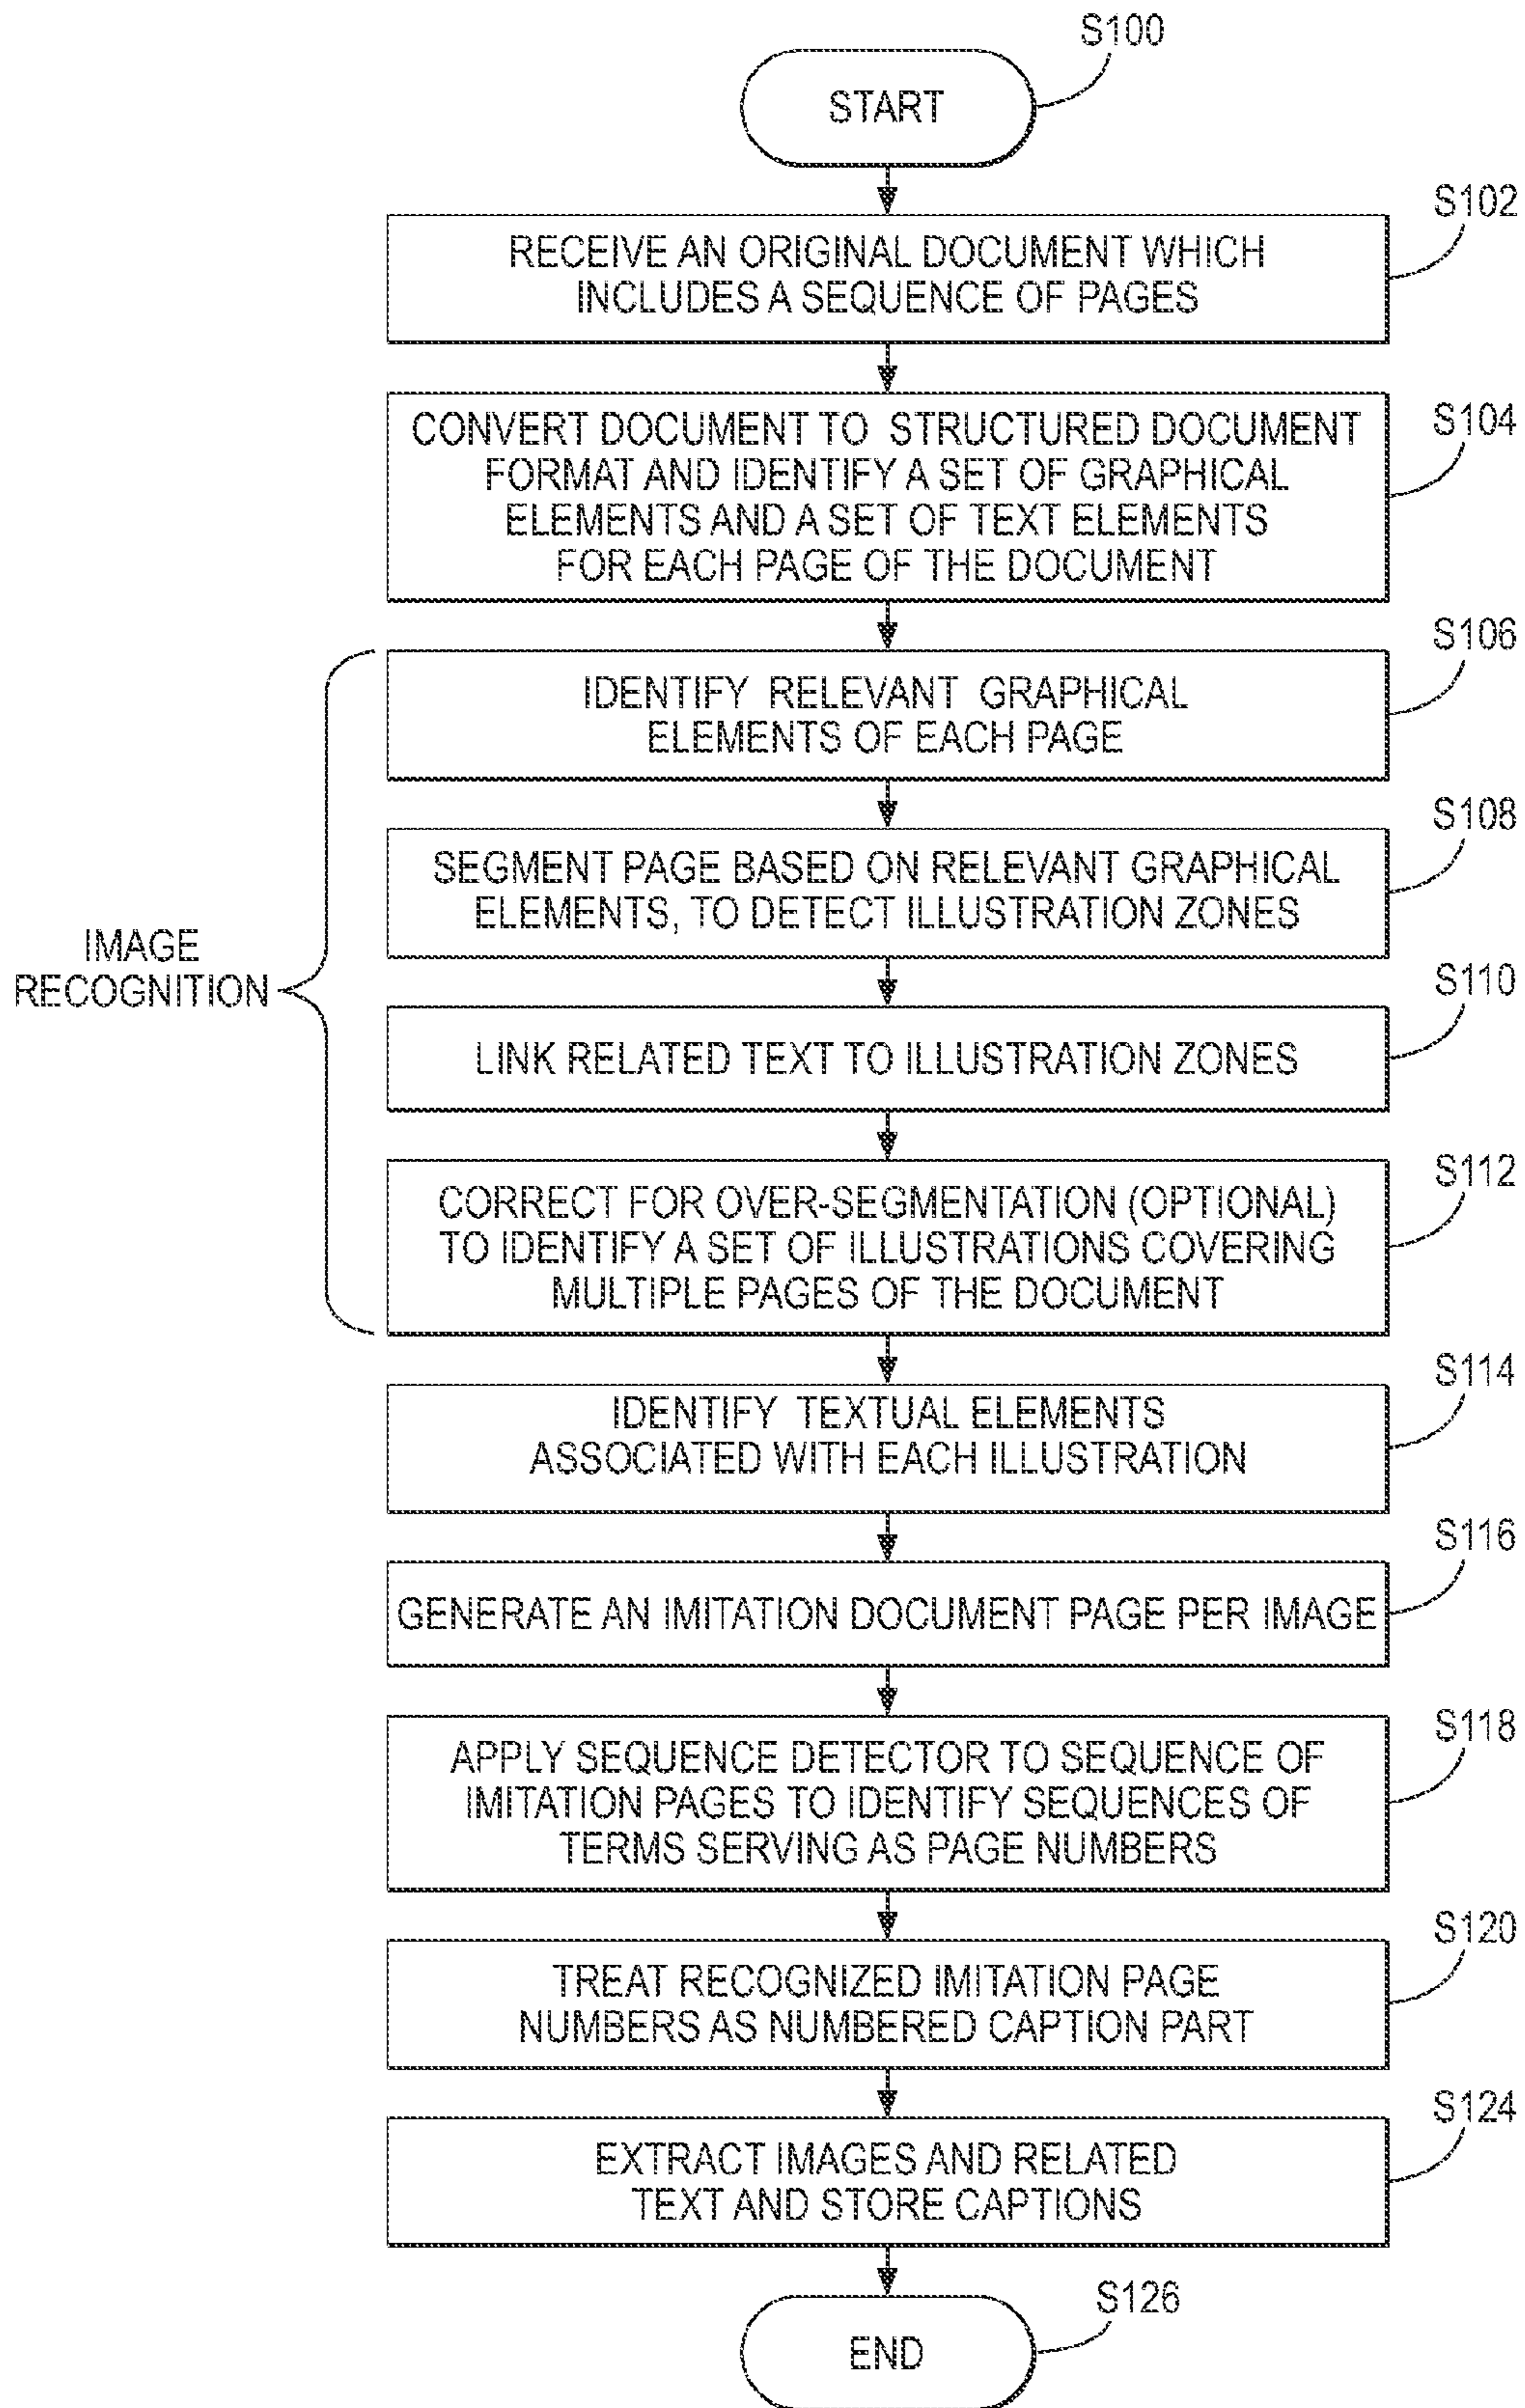 S100
START
S102
RECEIVE AN ORIGINAL DOCUMENT WHICH
INCLUDES A SEQUENCE OF PAGES
S104
CONVERT DOCUMENT TO STRUCTURED DOCUMENT
FORMAT AND IDENTIFY A SET OF GRAPHICAL
ELEMENTS AND A SET OF TEXT ELEMENTS
FOR EACH PAGE OF THE DOCUMENT
S106
IDENTIFY RELEVANT GRAPHICAL
ELEMENTS OF EACH PAGE
S108
SEGMENT PAGE BASED ON RELEVANT GRAPHICAL
ELEMENTS, TO DETECT ILLUSTRATION ZONES
IMAGE
RECOGNITION
S110
LINK RELATED TEXT TO ILLUSTRATION ZONES
S112
CORRECT FOR OVER-SEGMENTATION (OPTIONAL)
TO IDENTIFY A SET OF ILLUSTRATIONS COVERING
MULTIPLE PAGES OF THE DOCUMENT
S114
IDENTIFY TEXTUAL ELEMENTS
ASSOCIATED WITH EACH ILLUSTRATION
S116
GENERATE AN IMITATION DOCUMENT PAGE PER IMAGE
S118
APPLY SEQUENCE DETECTOR TO SEQUENCE OF
IMITATION PAGES TO IDENTIFY SEQUENCES OF
TERMS SERVING AS PAGE NUMBERS
S120
TREAT RECOGNIZED IMITATION PAGE
NUMBERS AS NUMBERED CAPTION PART
S124
EXTRACT IMAGES AND RELATED
TEXT AND STORE CAPTIONS
S126
END